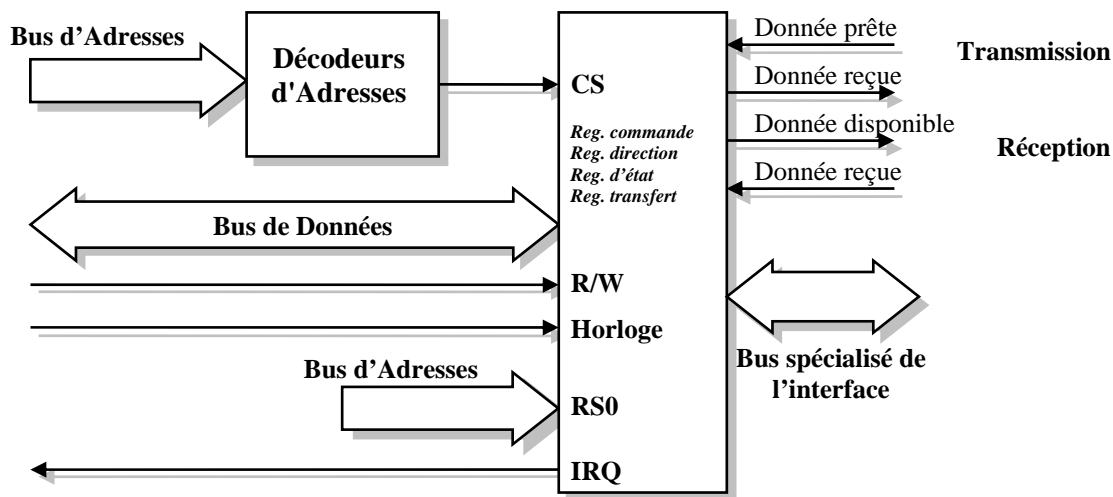 Bus d’Adresses
Décodeurs
d'Adresses
CS
Reg. commande
Reg. direction
Reg. d’état
Reg. transfert
Bus de Données
R/W
Horloge
Bus d’Adresses
RS0
IRQ
Donnée prête
Transmission
Donnée reçue
Donnée disponible
Réception
Donnée reçue
Bus spécialisé de
l’interface